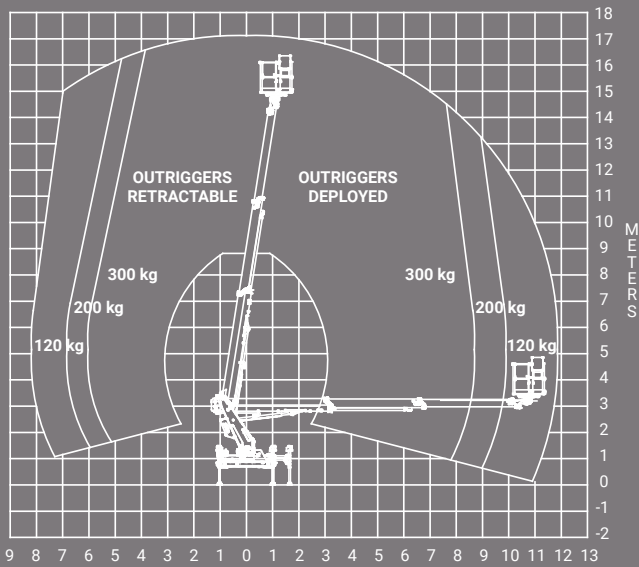 18
17
16
15
14
13
12
11
10
9
8
7
6
5
4
3
2
1
0
-1
-2
METERS
OUTRIGGERS
RETRACTABLE
OUTRIGGERS
DEPLOYED
300 kg
200 kg
120 kg
300 kg
200 kg
120 kg
9 8 7 6 5 4 3 2 1 0 1 2 3 4 5 6 7 8 9 10 11 12 13